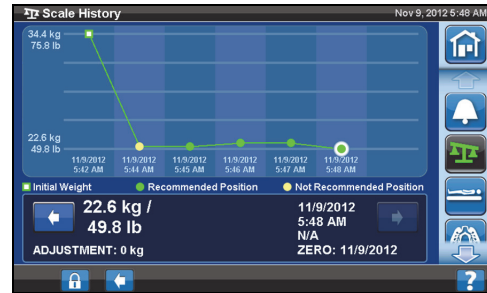 Scale History
Nov 9, 2012 5:48 AM
34.4 kg
75.8 lb
22.6 kg
49.8 lb
11/9/2012 11/9/2012 11/9/2012 11/9/2012 11/9/2012 11/9/2012
5:42 AM 5:44 AM 5:45 AM 5:46 AM 5:47 AM 5:48 AM
Initial Weight Recommended Position Not Recommended Position
22.6 kg /
49.8 lb
ADJUSTMENT: 0 kg
11/9/2012
5:48 AM
N/A
ZERO: 11/9/2012
?